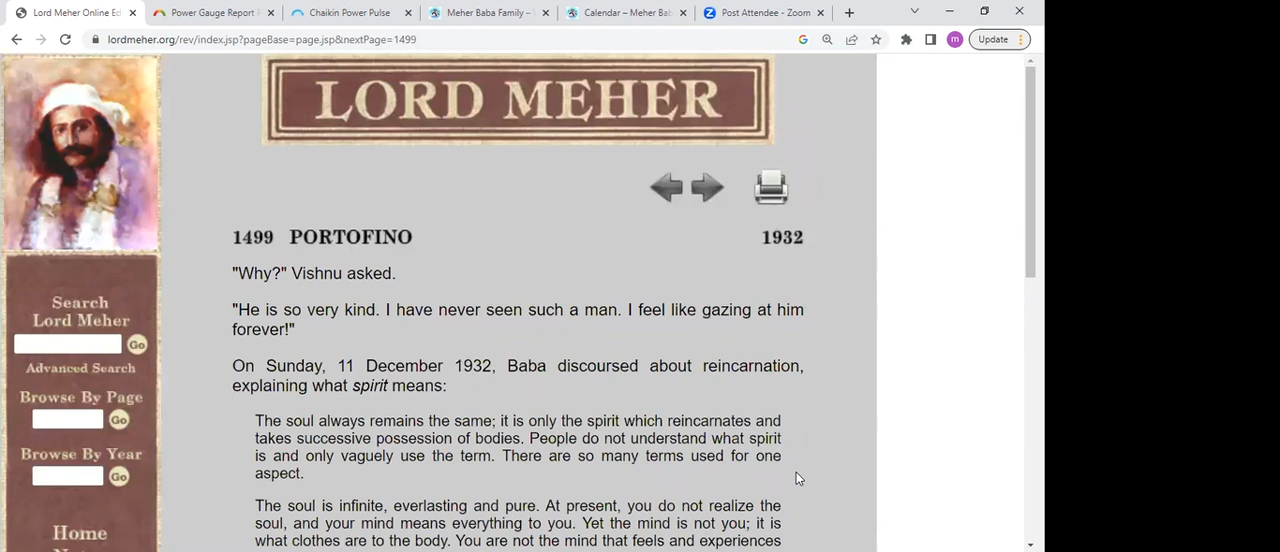 Lord Meher Online Ed
Power Gauge Report
Chaikin Power Pulse
Meher Baba Family –
Calendar – Meher Bab
Post Attendee - Zoom
lordmeher.org/rev/index.jsp?pageBase=page.jsp&nextPage=1499
m
Update
LORD MEHER
1499 PORTOFINO 1932
"Why?" Vishnu asked.
"He is so very kind. I have never seen such a man. I feel like gazing at him
forever!"
On Sunday, 11 December 1932, Baba discoursed about reincarnation,
explaining what spirit means:
The soul always remains the same; it is only the spirit which reincarnates and
takes successive possession of bodies. People do not understand what spirit
is and only vaguely use the term. There are so many terms used for one
aspect.
The soul is infinite, everlasting and pure. At present, you do not realize the
soul, and your mind means everything to you. Yet the mind is not you; it is
what clothes are to the body. You are not the mind that feels and experiences
Search
Lord Meher
Go
Advanced Search
Browse By Page
Go
Browse By Year
Go
Home